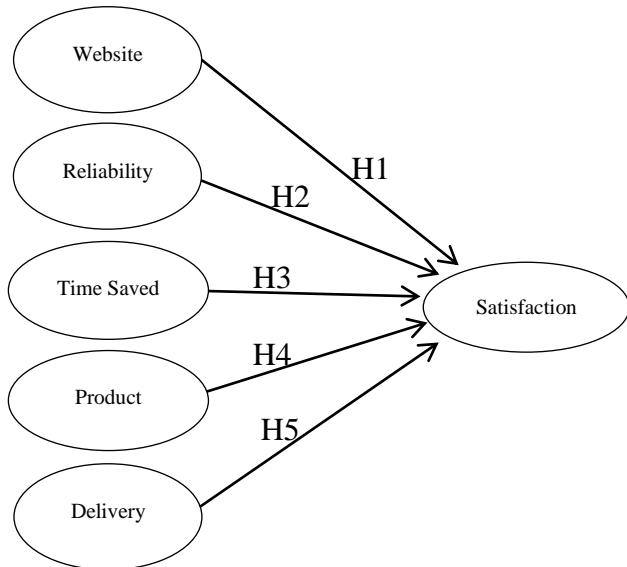 Website
H1
Reliability
H2
Time Saved
H3
Satisfaction
H4
Product
H5
Delivery